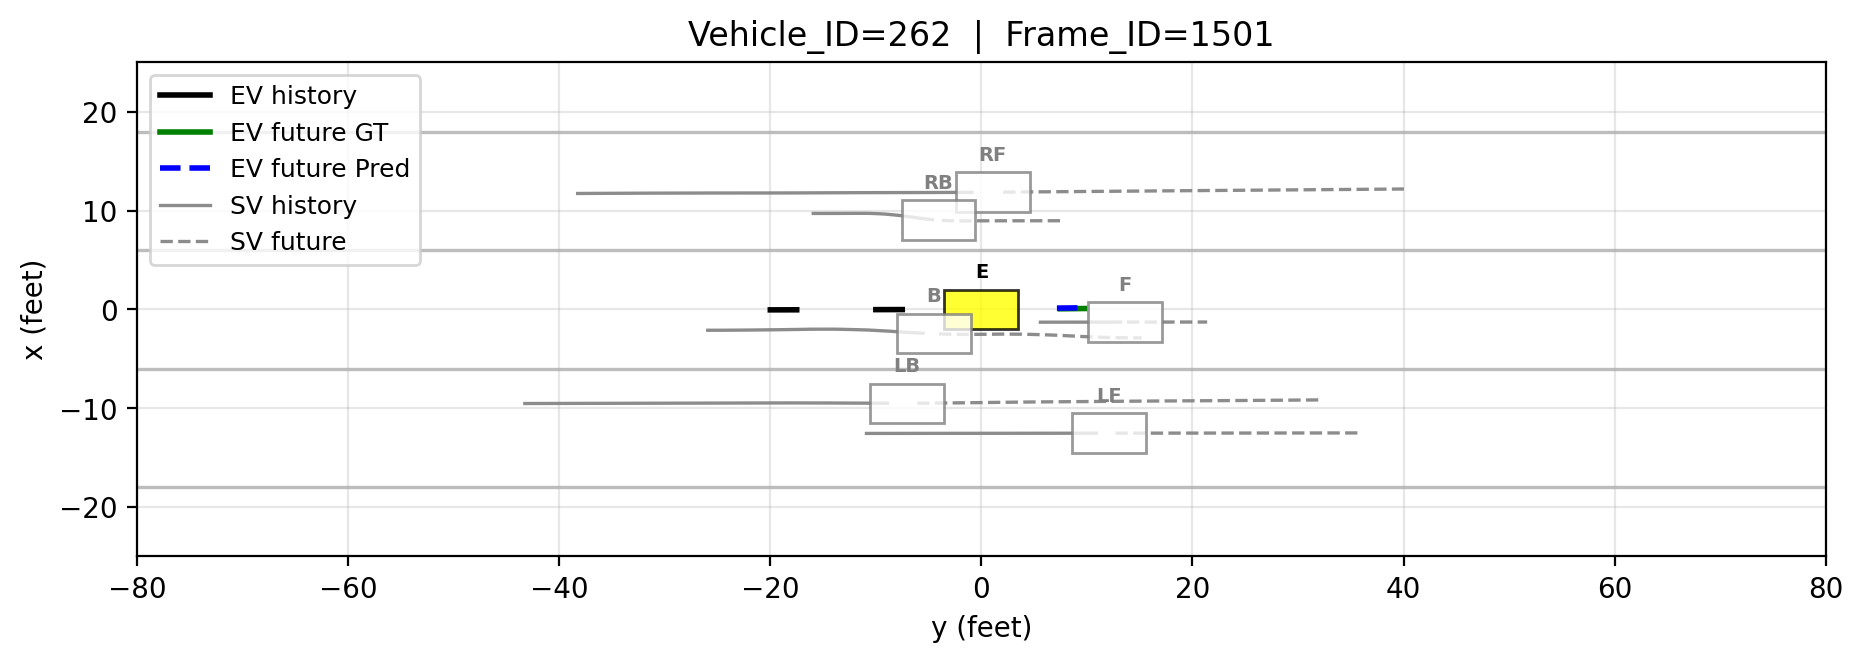 Vehicle_ID=262 | Frame_ID=1501
EV history
EV future GT
EV future Pred
SV history
SV future
RF
RB
E
B
F
LB
LF
x (feet)
20
10
0
−10
−20
−80
−60
−40
−20
0
20
40
60
80
y (feet)